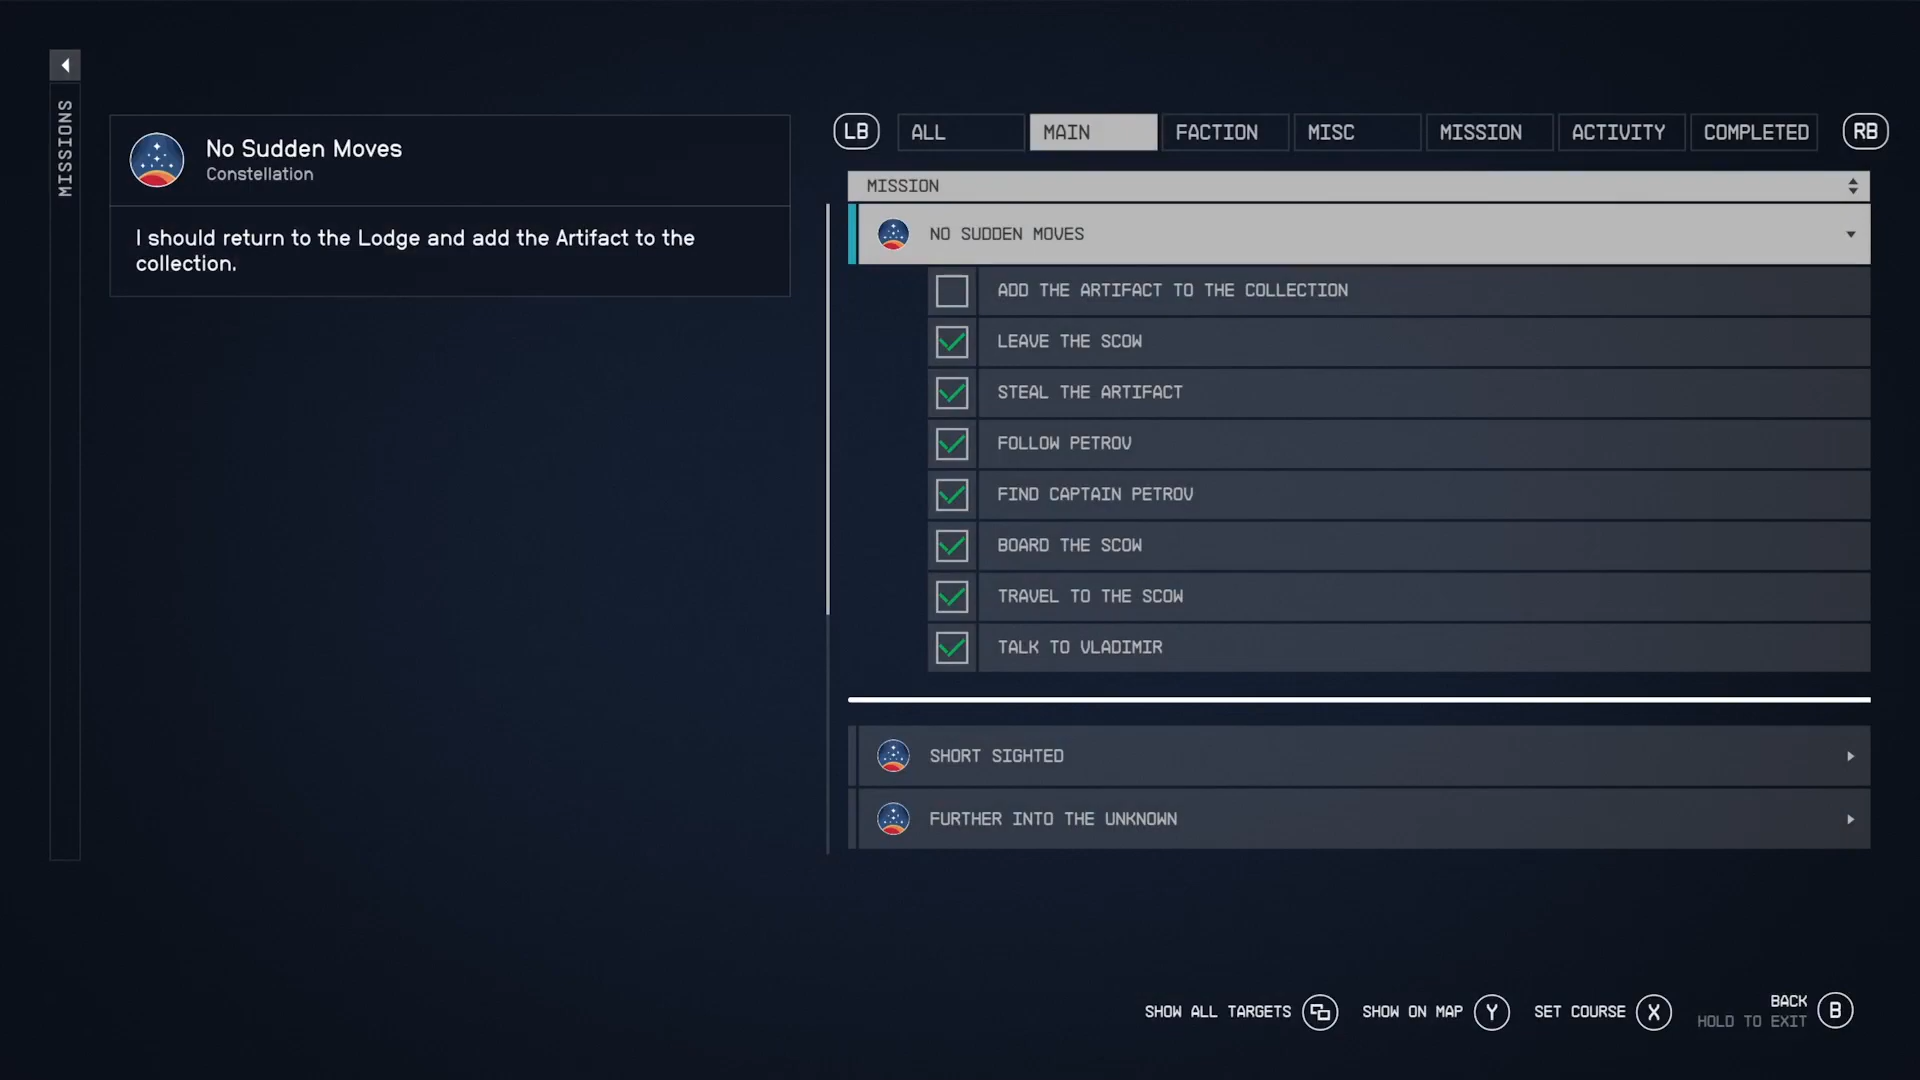 MISSIONS
No Sudden Moves
Constellation
I should return to the Lodge and add the Artifact to the
collection.
LB ALL MAIN FACTION MISC MISSION ACTIVITY COMPLETED RB
MISSION
NO SUDDEN MOVES
ADD THE ARTIFACT TO THE COLLECTION
LEAVE THE SCOW
STEAL THE ARTIFACT
FOLLOW PETROV
FIND CAPTAIN PETROV
BOARD THE SCOW
TRAVEL TO THE SCOW
TALK TO VLADIMIR
SHORT SIGHTED
FURTHER INTO THE UNKNOWN
SHOW ALL TARGETS SHOW ON MAP Y SET COURSE X BACK B
HOLD TO EXIT